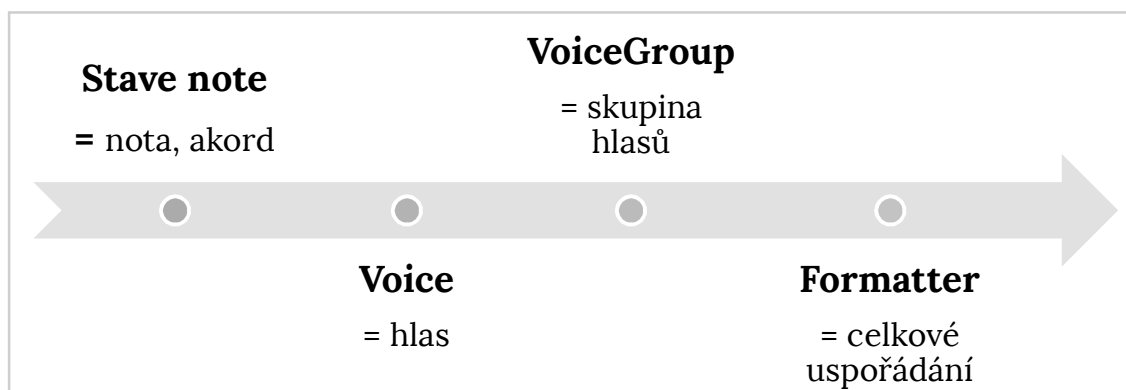 Stave note
= nota, akord
VoiceGroup
= skupina
hlasů
Voice
= hlas
Formatter
= celkové
uspořádání